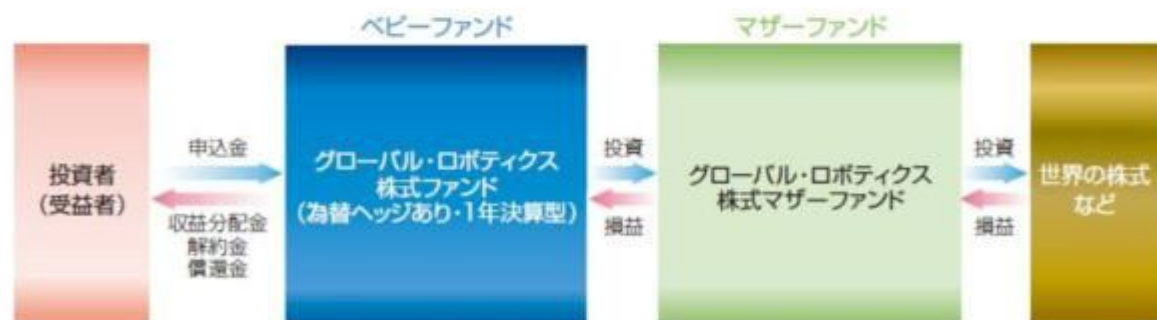 ベビーファンド
マザーファンド
投資者
（受益者）
申込金
収益分配金
解約金
償還金
グローバル・ロボティクス
株式ファンド
（為替ヘッジあり・1年決算型）
投資
損益
グローバル・ロボティクス
株式マザーファンド
投資
損益
世界の株式
など